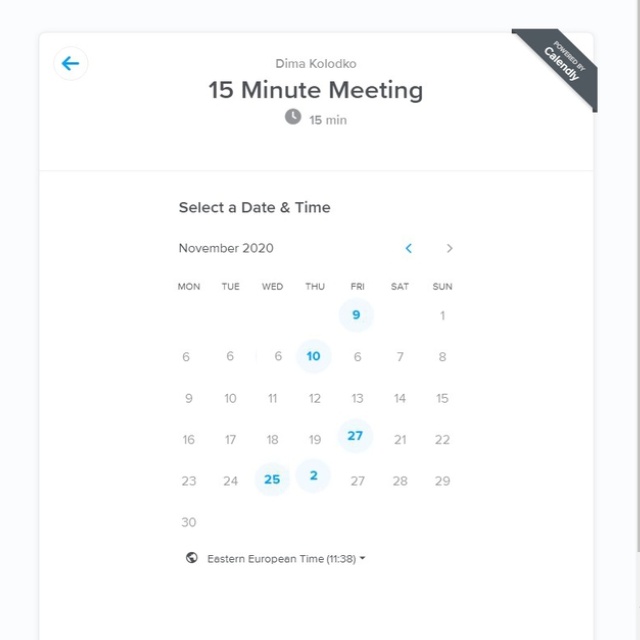 POWERED BY
Calendly
Dima Kolodko
15 Minute Meeting
15 min
Select a Date & Time
November 2020
MON TUE WED THU FRI SAT SUN
9 1
6 6 6 10 6 7 8
9 10 11 12 13 14 15
16 17 18 19 27 21 22
23 24 25 2 27 28 29
30
Eastern European Time (11:38)